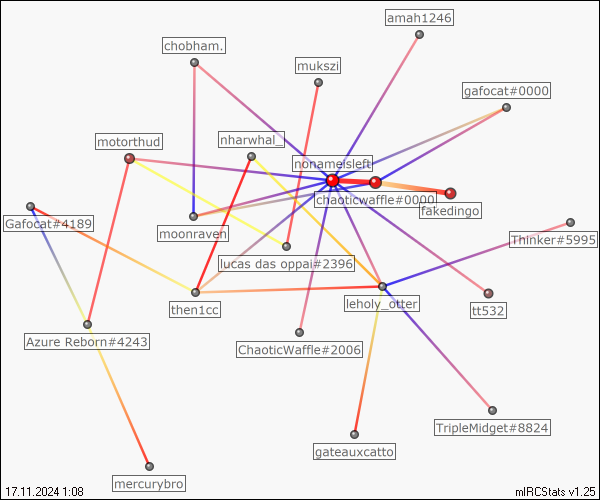 amah1246
chobham.
mukszi
gafocat#0000
motorthud
nharwhal_
nonameisleft
chaoticwaffle#0000
fakedingo
Gafocat#4189
moonraven
Thinker#5995
lucas das oppai#2396
then1cc
leholy_otter
tt532
Azure Reborn#4243
ChaoticWaffle#2006
TripleMidget#8824
gateauxcatto
mercurybro
17.11.2024 1:08
mIRCStats v1.25